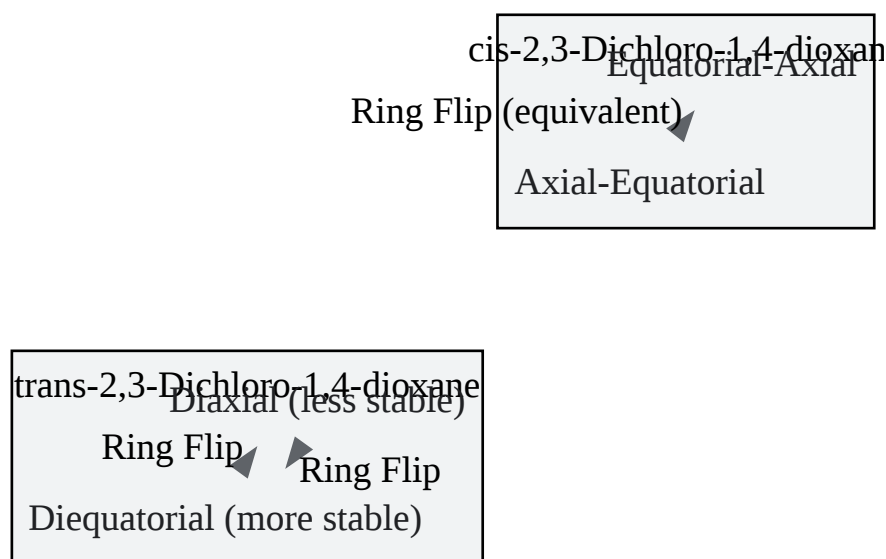 cis-2,3-Dichloro-1,4-dioxan
Equatorial-Axial
Ring Flip (equivalent)
Axial-Equatorial
trans-2,3-Dichloro-1,4-dioxane
Diaxial (less stable)
Ring Flip
Ring Flip
Diequatorial (more stable)